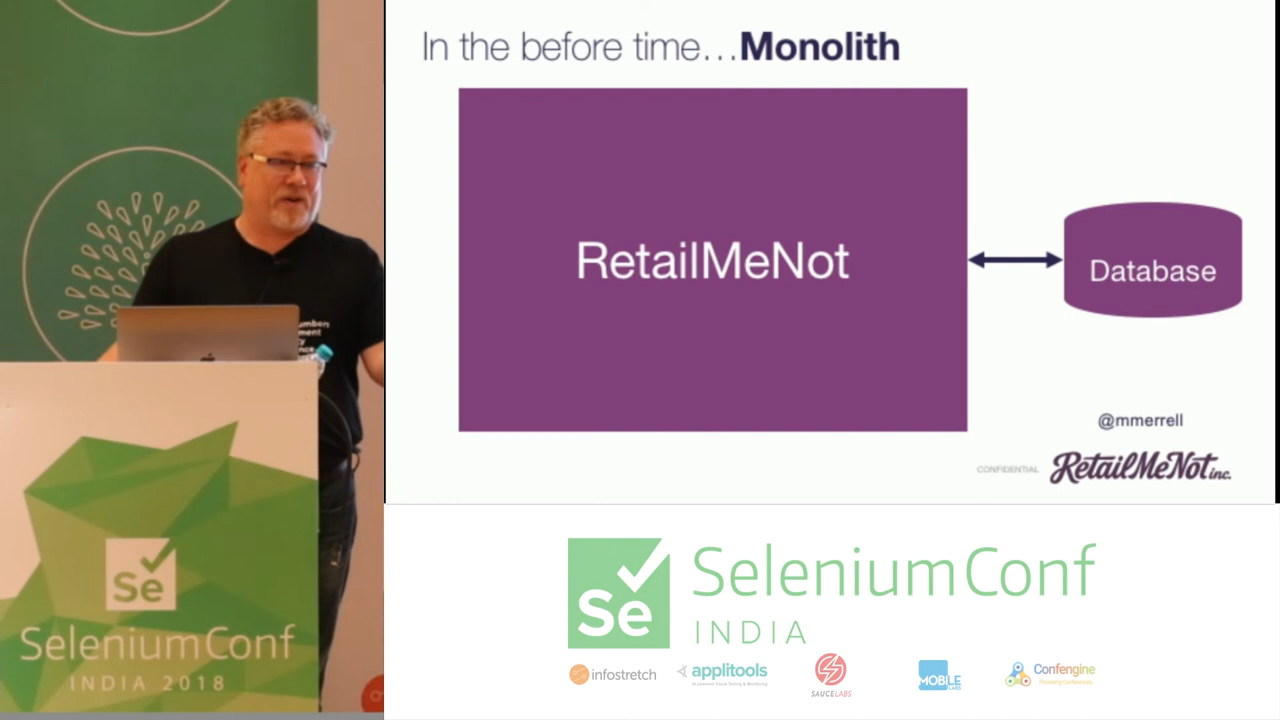 In the before time…Monolith
RetailMeNot
Database
@mmerrell
CONFIDENTIAL
RetailMeNot inc.
Se
SeleniumConf
INDIA
infostretch
applitools
SAUCELABS
MOBILE
LABS
Confengine
Se
SeleniumConf
INDIA 2018